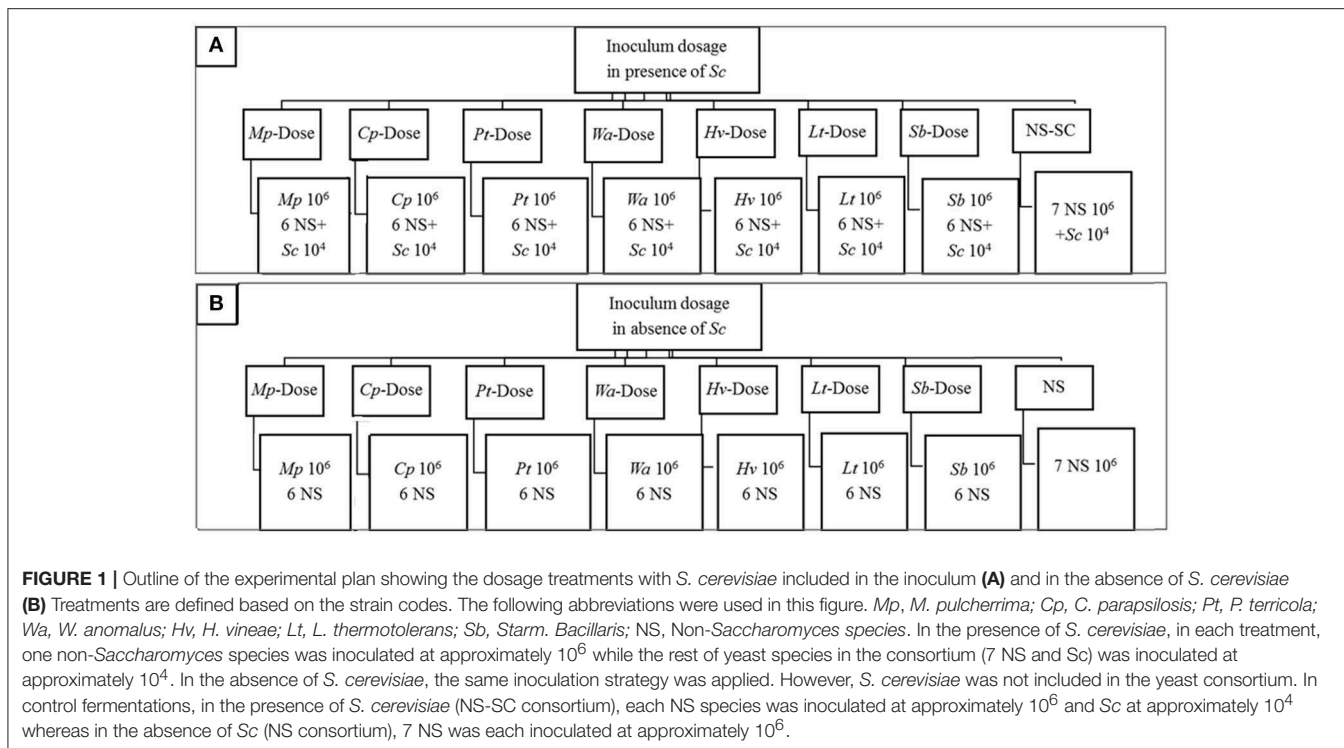 A
Inoculum dosage
in presence of Sc
Mp-Dose
Cp-Dose
Pt-Dose
Wa-Dose
Hv-Dose
Lt-Dose
Sb-Dose
NS-SC
Mp 10⁶
6 NS+
Sc 10⁴
Cp 10⁶
6 NS+
Sc 10⁴
Pt 10⁶
6 NS+
Sc 10⁴
Wa 10⁶
6 NS+
Sc 10⁴
Hv 10⁶
6 NS+
Sc 10⁴
Lt 10⁶
6 NS+
Sc 10⁴
Sb 10⁶
6 NS+
Sc 10⁴
7 NS 10⁶
+Sc 10⁴
B
Inoculum dosage
in absence of Sc
Mp-Dose
Cp-Dose
Pt-Dose
Wa-Dose
Hv-Dose
Lt-Dose
Sb-Dose
NS
Mp 10⁶
6 NS
Cp 10⁶
6 NS
Pt 10⁶
6 NS
Wa 10⁶
6 NS
Hv 10⁶
6 NS
Lt 10⁶
6 NS
Sb 10⁶
6 NS
7 NS 10⁶
FIGURE 1 | Outline of the experimental plan showing the dosage treatments with S. cerevisiae included in the inoculum (A) and in the absence of S. cerevisiae
(B) Treatments are defined based on the strain codes. The following abbreviations were used in this figure. Mp, M. pulcherrima; Cp, C. parapsilosis; Pt, P. terricola;
Wa, W. anomalus; Hv, H. vineae; Lt, L. thermotolerans; Sb, Starm. Bacillaris; NS, Non-Saccharomyces species. In the presence of S. cerevisiae, in each treatment,
one non-Saccharomyces species was inoculated at approximately 10⁶ while the rest of yeast species in the consortium (7 NS and Sc) was inoculated at
approximately 10⁴. In the absence of S. cerevisiae, the same inoculation strategy was applied. However, S. cerevisiae was not included in the yeast consortium. In
control fermentations, in the presence of S. cerevisiae (NS-SC consortium), each NS species was inoculated at approximately 10⁶ and Sc at approximately 10⁴
whereas in the absence of Sc (NS consortium), 7 NS was each inoculated at approximately 10⁶.